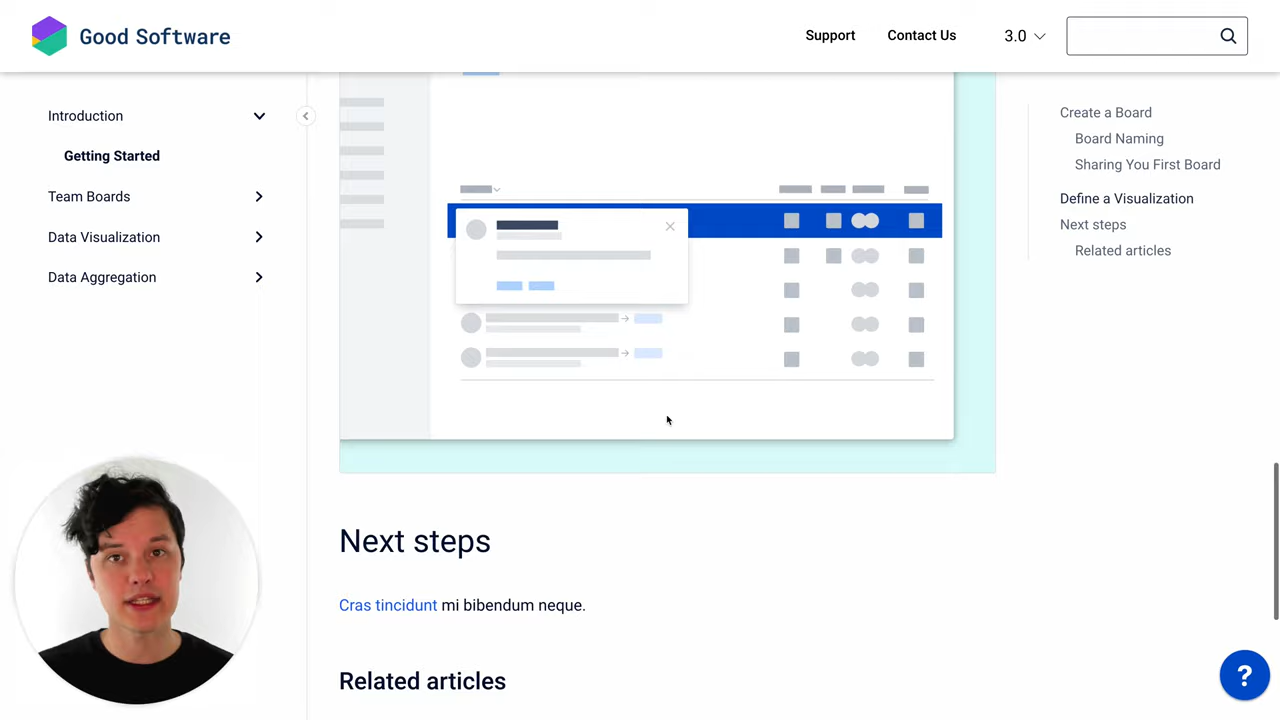 Good Software
Support
Contact Us
3.0
Introduction
Getting Started
Team Boards
Data Visualization
Data Aggregation
Create a Board
Board Naming
Sharing You First Board
Define a Visualization
Next steps
Related articles
Next steps
Cras tincidunt mi bibendum neque.
Related articles
?